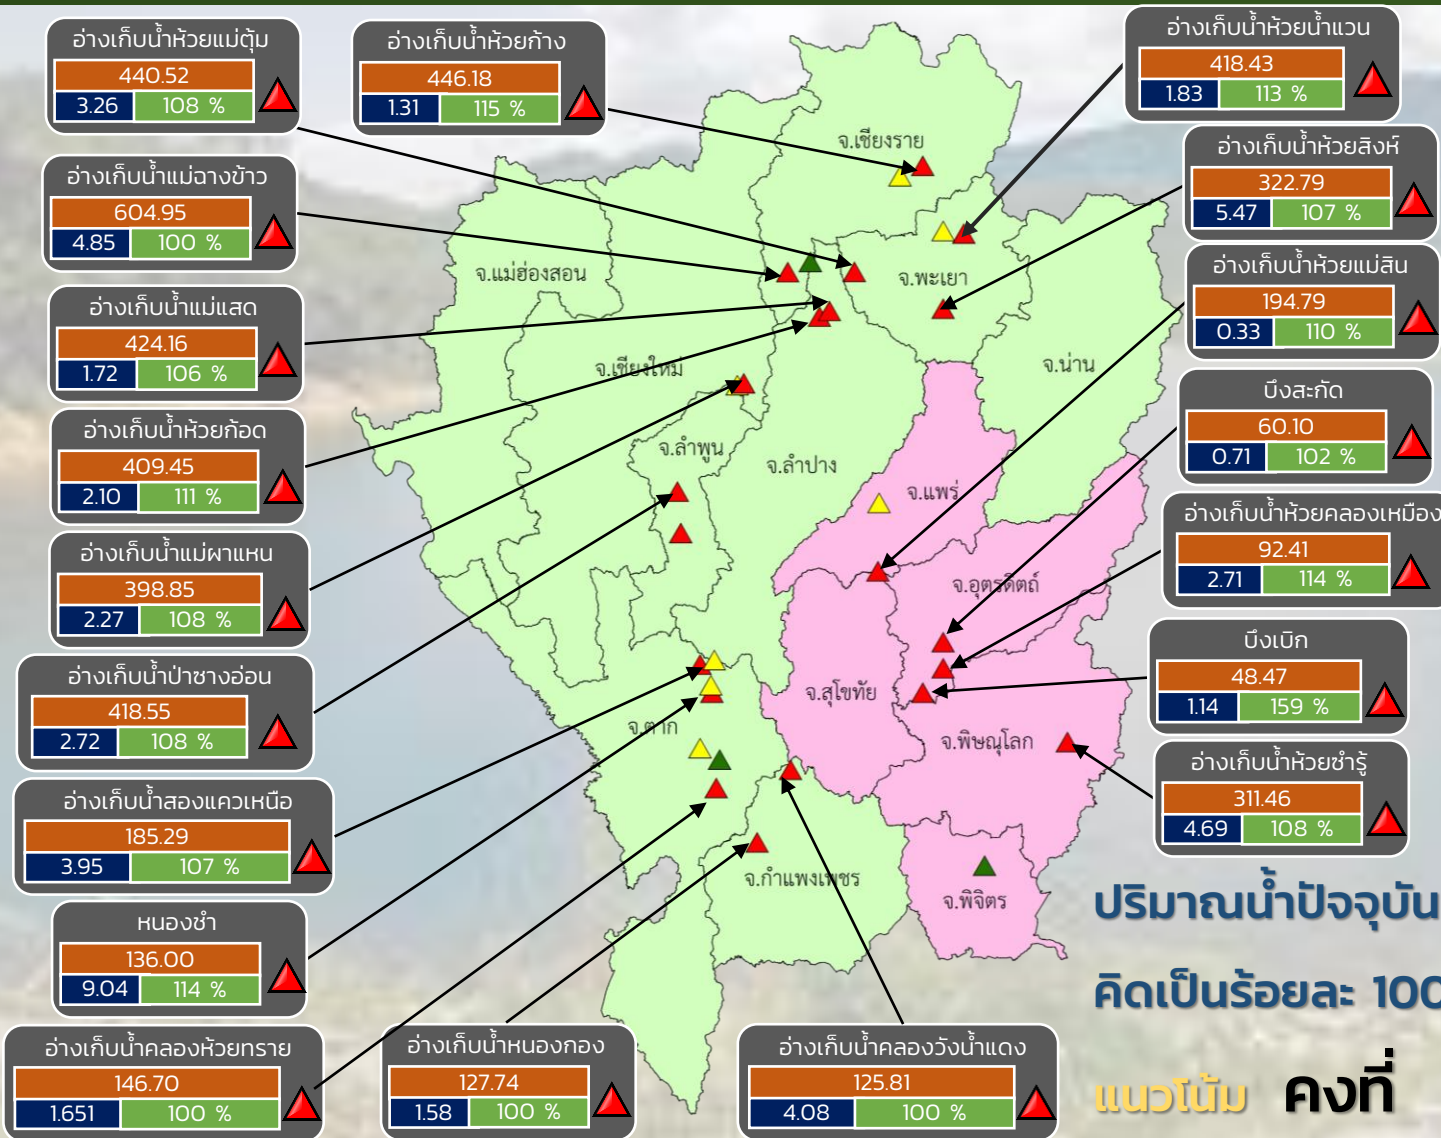 อ่างเก็บน้ำห้วยแม่ตุ้ม
440.52
3.26 108 %
อ่างเก็บน้ำห้วยก้าง
446.18
1.31 115 %
อ่างเก็บน้ำห้วยน้ำแวน
418.43
1.83 113 %
อ่างเก็บน้ำแม่ฉางข้าว
604.95
4.85 100 %
อ่างเก็บน้ำห้วยสิงห์
322.79
5.47 107 %
อ่างเก็บน้ำแม่แสด
424.16
1.72 106 %
อ่างเก็บน้ำห้วยแม่สิน
194.79
0.33 110 %
อ่างเก็บน้ำห้วยก้อด
409.45
2.10 111 %
บึงสะกัด
60.10
0.71 102 %
อ่างเก็บน้ำแม่ผาแหน
398.85
2.27 108 %
อ่างเก็บน้ำห้วยคลองเหมือง
92.41
2.71 114 %
อ่างเก็บน้ำป่าซางอ่อน
418.55
2.72 108 %
บึงเบิก
48.47
1.14 159 %
อ่างเก็บน้ำสองแควเหนือ
185.29
3.95 107 %
อ่างเก็บน้ำห้วยซำรู้
311.46
4.69 108 %
หนองชำ
136.00
9.04 114 %
อ่างเก็บน้ำคลองห้วยทราย
146.70
1.651 100 %
อ่างเก็บน้ำหนองกอง
127.74
1.58 100 %
อ่างเก็บน้ำคลองวังน้ำแดง
125.81
4.08 100 %
จ.เชียงราย
จ.แม่ฮ่องสอน
จ.พะเยา
จ.เชียงใหม่
จ.น่าน
จ.ลำพูน
จ.ลำปาง
จ.แพร่
จ.อุตรดิตถ์
จ.สุโขทัย
จ.ตาก
จ.พิษณุโลก
จ.กำแพงเพชร
จ.พิจิตร
ปริมาณน้ำปัจจุบัน
คิดเป็นร้อยละ 100
แนวโน้ม คงที่